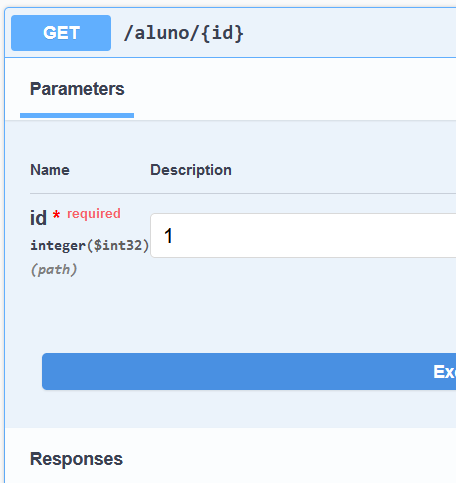 GET /aluno/{id}
Parameters
Name Description
id * required
integer($int32)
(path)
1
Responses